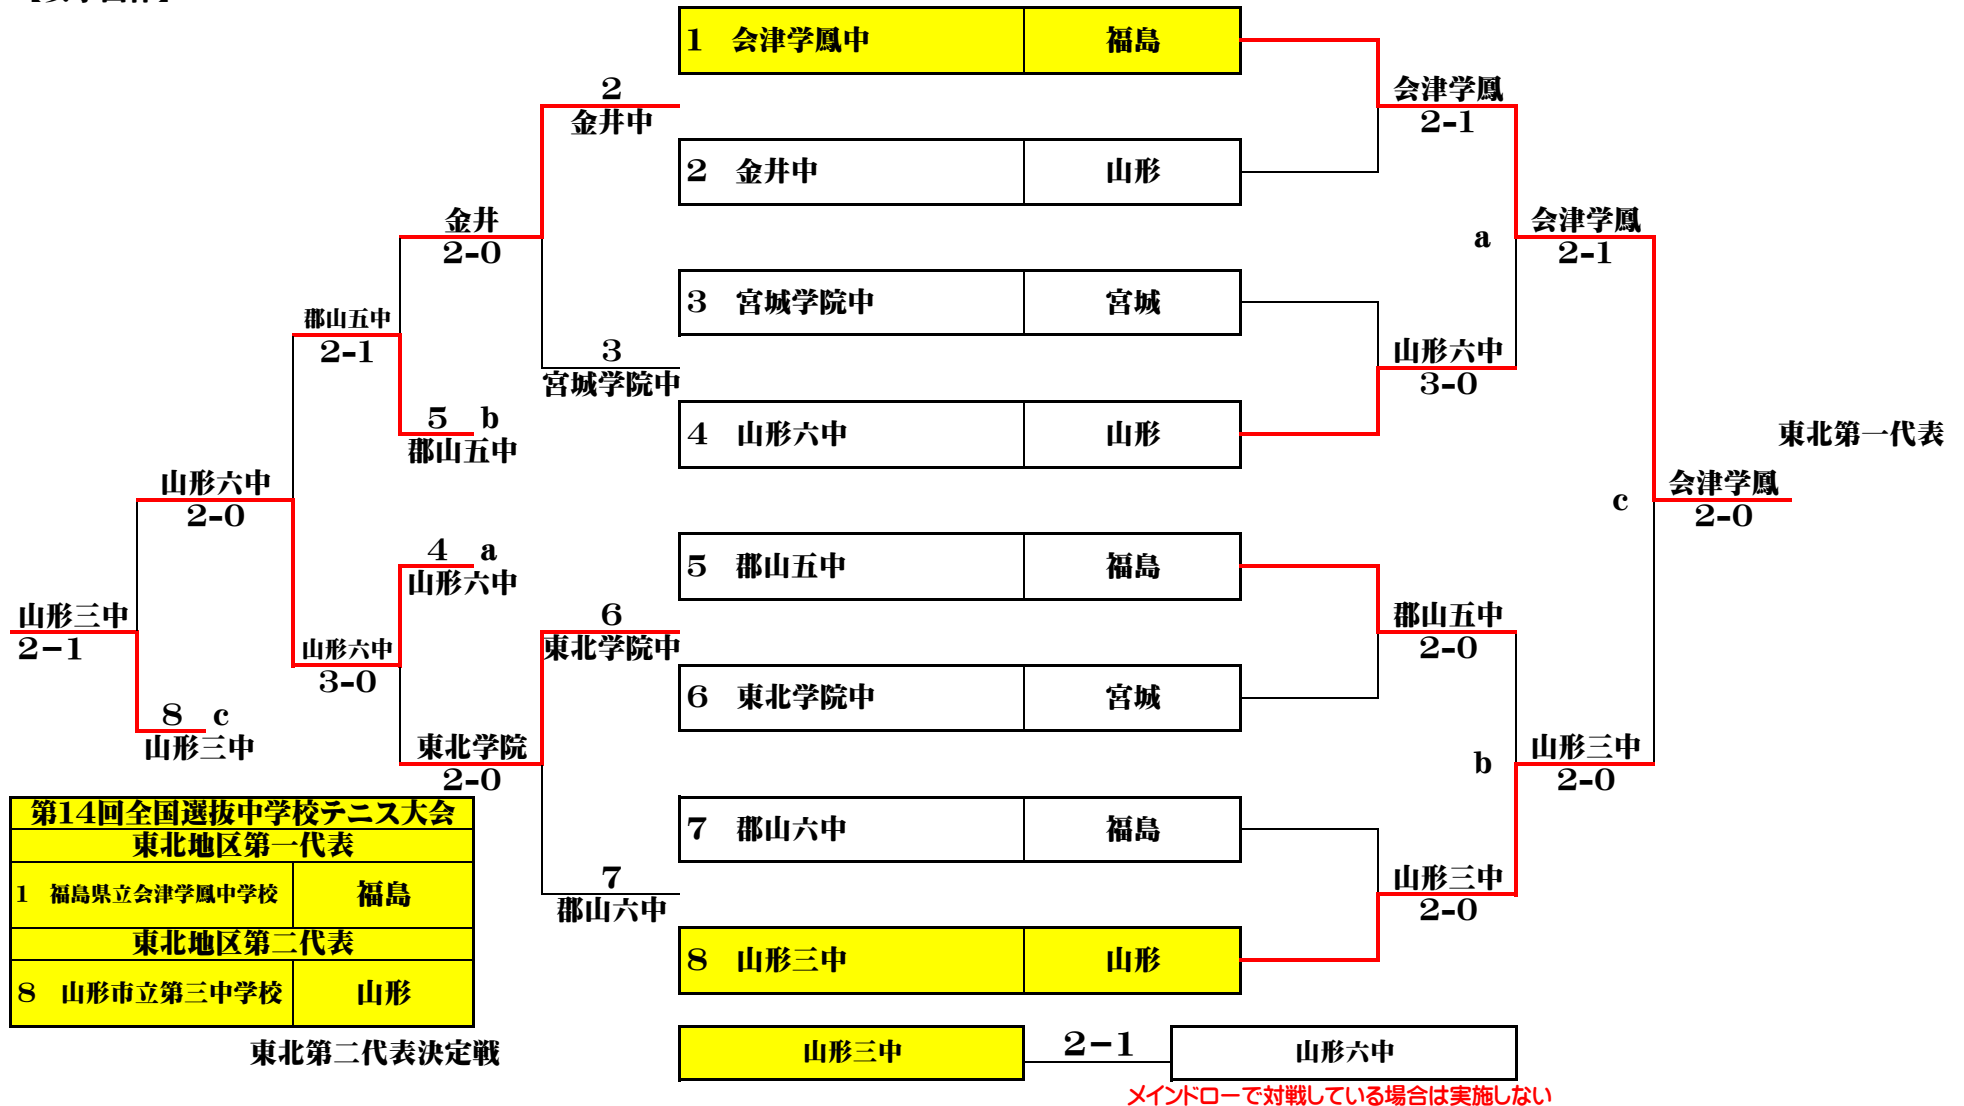 1 会津学鳳中 福島
2 会津学鳳
金井中 2-1
2 金井中 山形
金井 会津学鳳
2-0 a 2-1
3 宮城学院中 宮城
郡山五中
2-1 3 山形六中
宮城学院中 3-0
5 b 4 山形六中 山形 東北第一代表
郡山五中
山形六中 会津学鳳
2-0 c 2-0
4 a 5 郡山五中 福島
山形六中
山形三中 6 郡山五中
2-1 山形六中 東北学院中 2-0
3-0 6 東北学院中 宮城
8 c
山形三中 東北学院 b 山形三中
2-0 2-0
第14回全国選抜中学校テニス大会
東北地区第一代表 7 郡山六中 福島
1 福島県立会津学鳳中学校 福島 7 山形三中
郡山六中 2-0
東北地区第二代表
8 山形三中 山形
8 山形市立第三中学校 山形
東北第二代表決定戦 山形三中 2-1 山形六中
メインドローで対戦している場合は実施しない